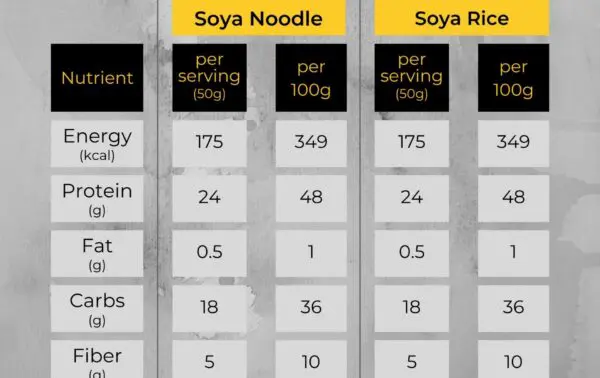 Soya Noodle Soya Rice
Nutrient per serving (50g) per 100g per serving (50g) per 100g
Energy (kcal) 175 349 175 349
Protein (g) 24 48 24 48
Fat (g) 0.5 1 0.5 1
Carbs (g) 18 36 18 36
Fiber (g) 5 10 5 10